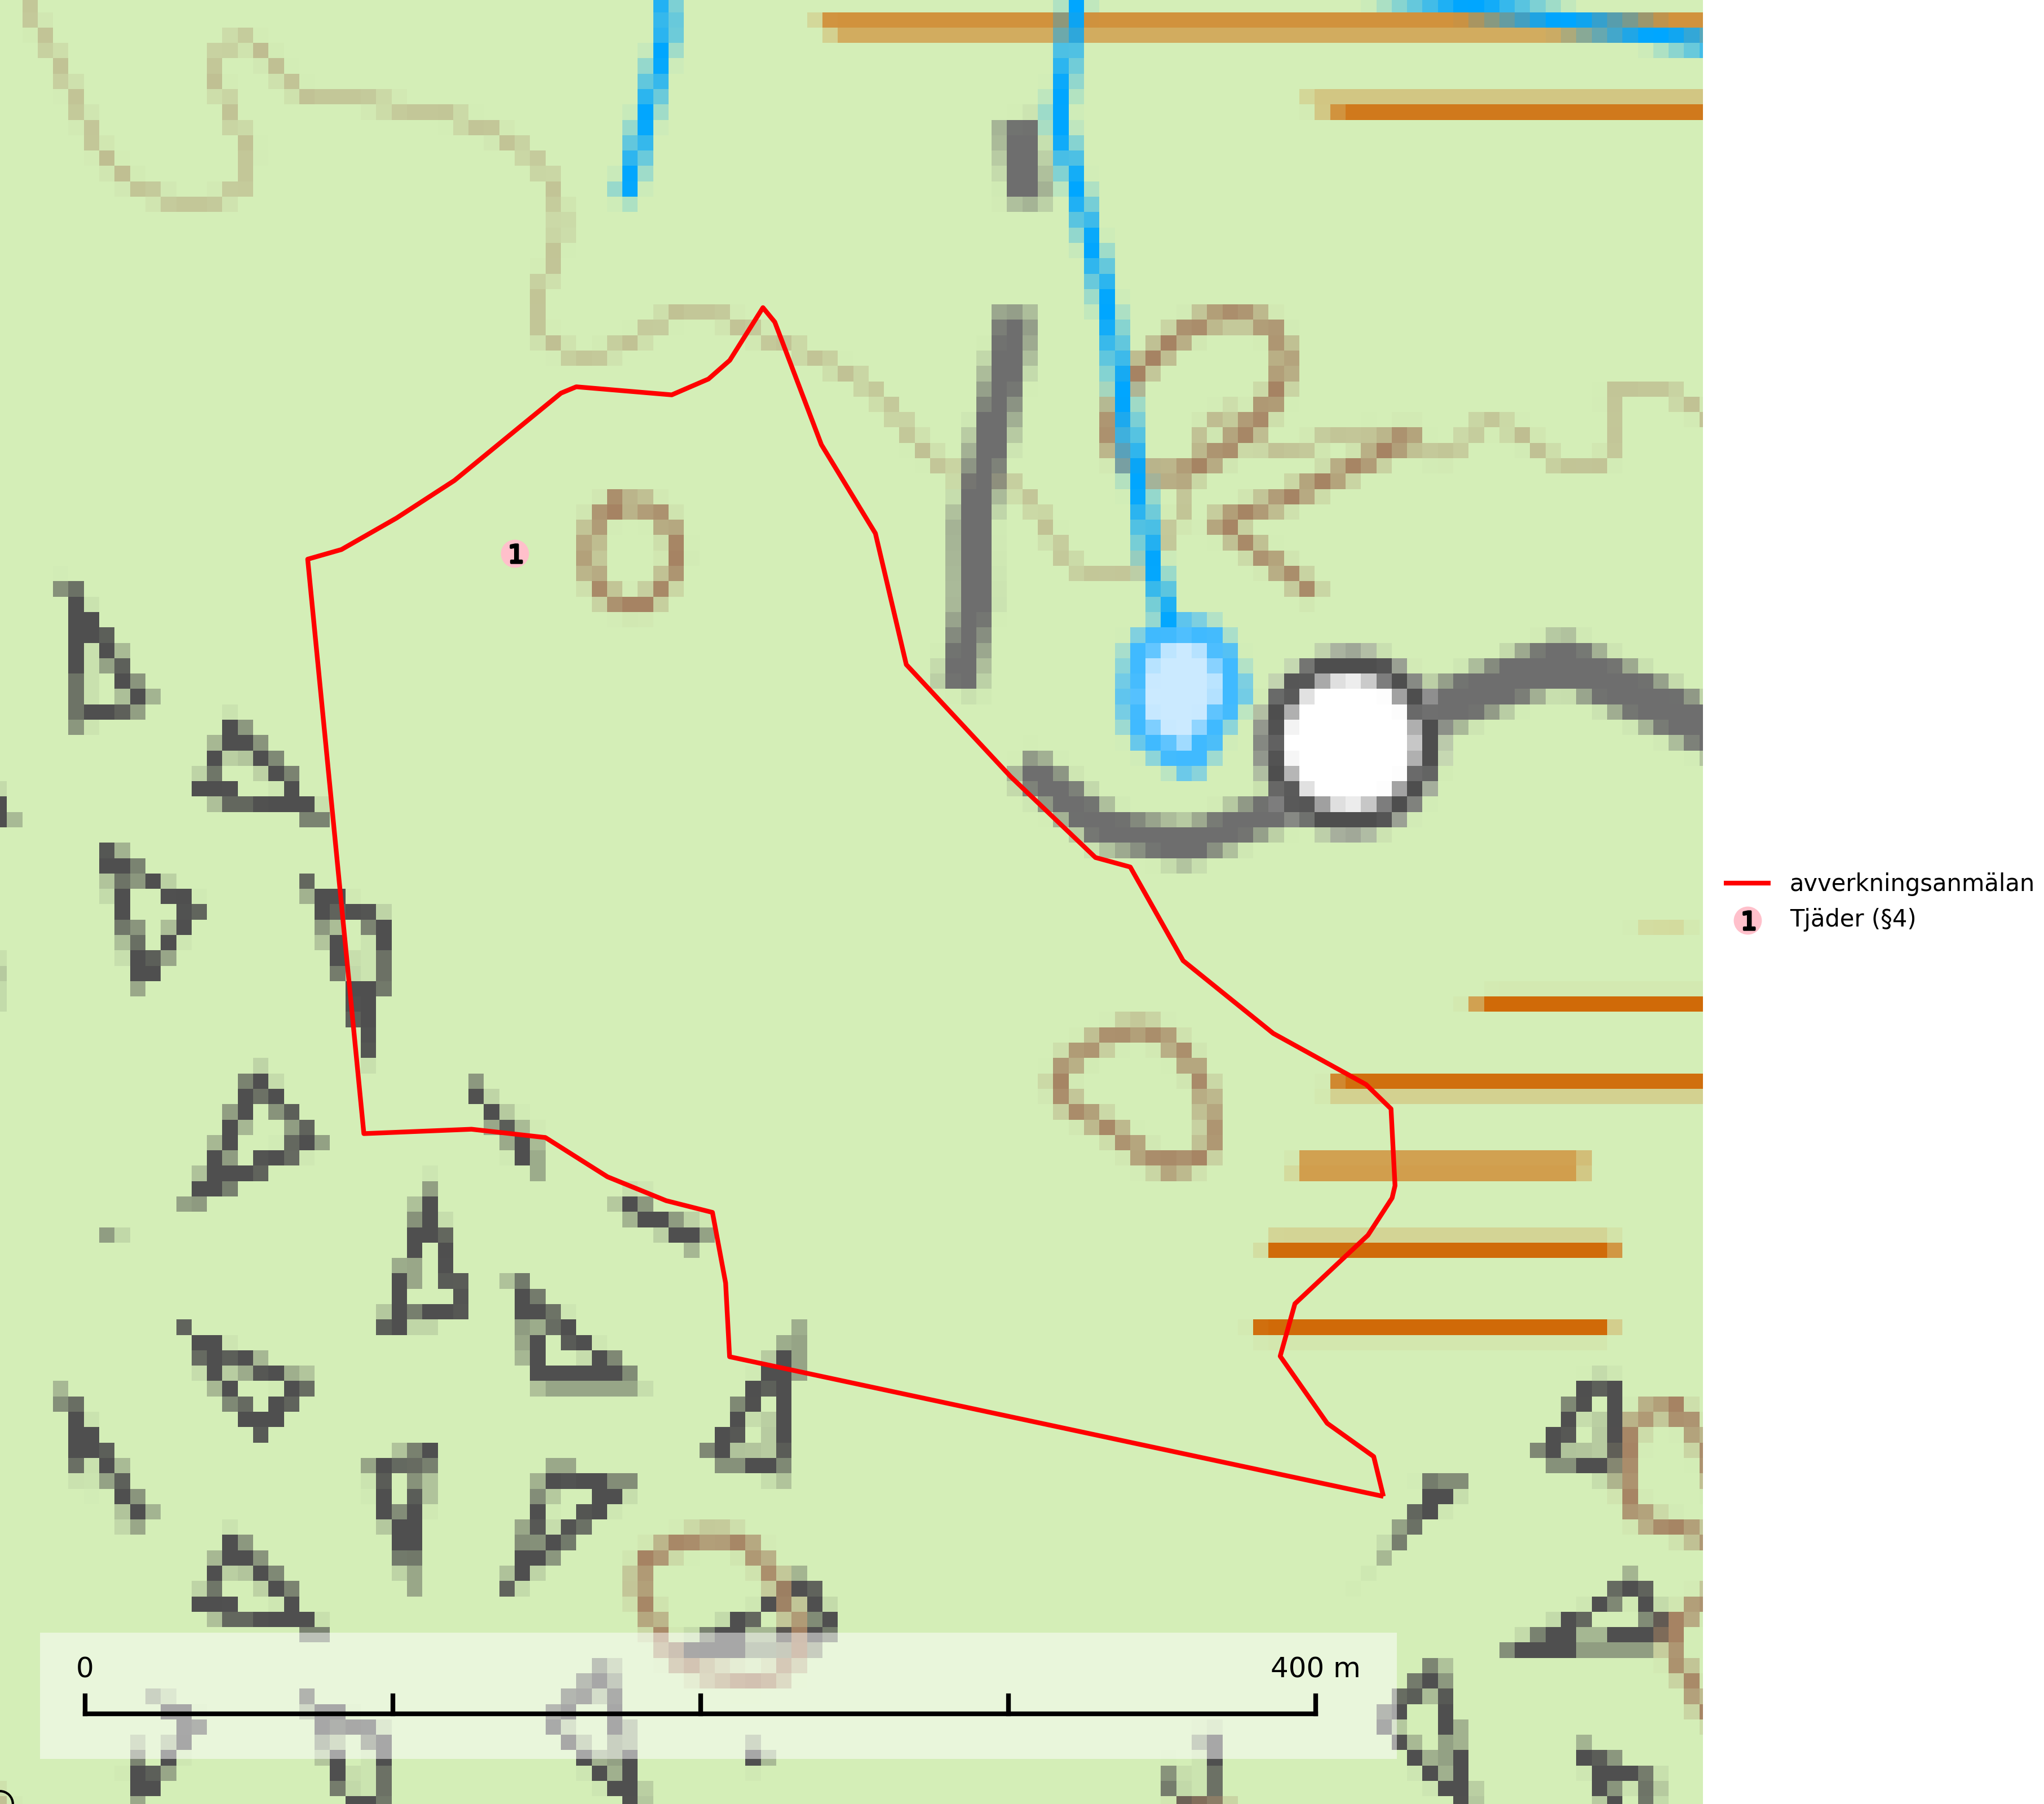 1
avverkningsanmälan
1 Tjäder (§4)
0 400 m